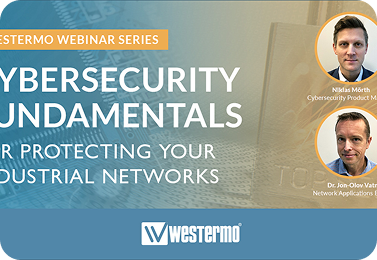 ESTERMO WEBINAR SERIES
YBERSECURITY
UNDAMENTALS
R PROTECTING YOUR
DUSTRIAL NETWORKS
Niklas Mörth
Cybersecurity Product M
Dr. Jon-Olov Vatn
Network Applications
westermo